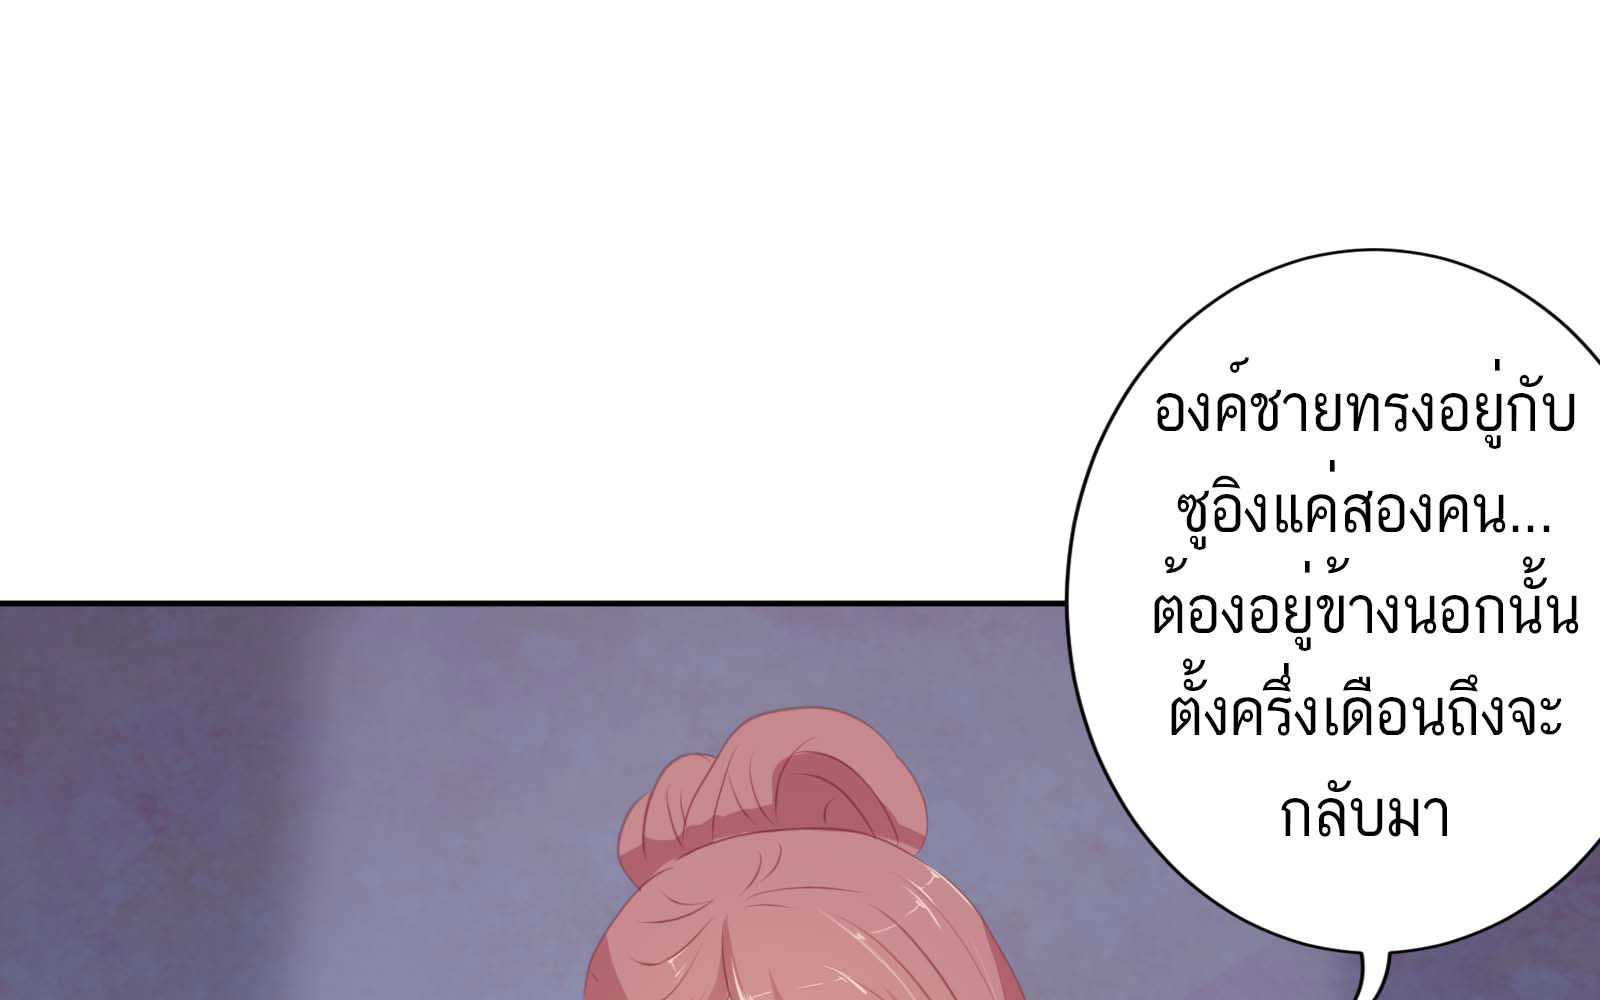 องค์ชายทรงอยู่กับ
ซูอิงแค่สองคน...
ต้องอยู่ข้างนอกนั้น
ตั้งครึ่งเดือนถึงจะ
กลับมา